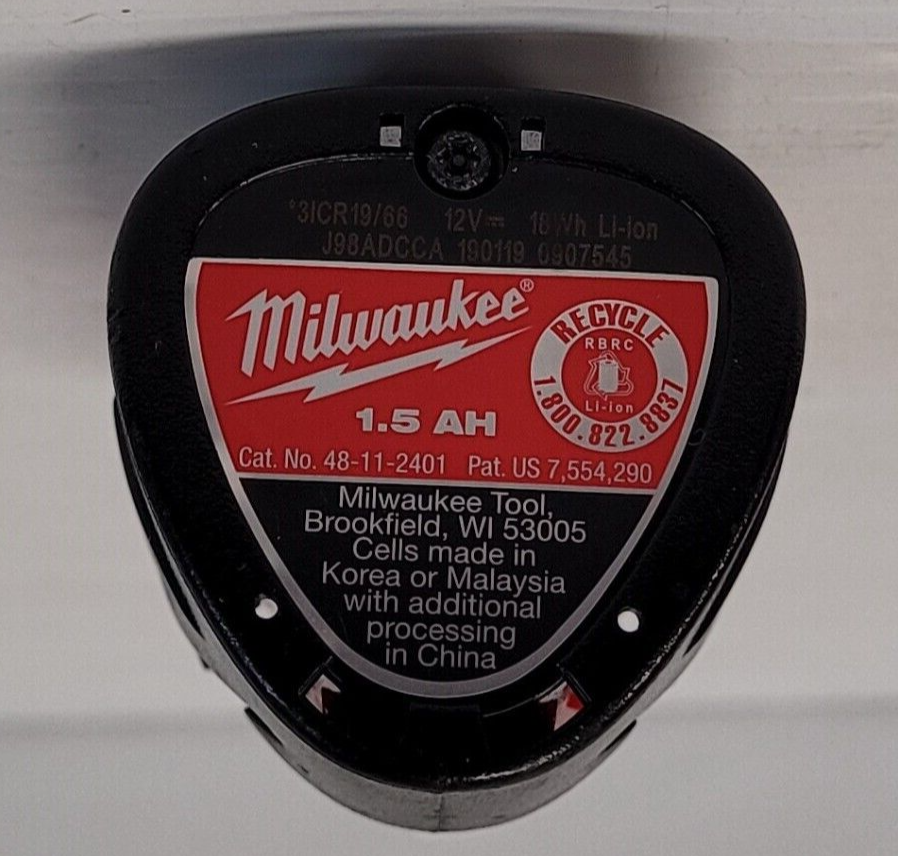 *3ICR19/66 12V⎓ 18Wh Li-ion
J98ADCCA 190119 0907545
Milwaukee®
RECYCLE
RBRC
Li-ion
1.800.822.8837
1.5 AH
Cat. No. 48-11-2401 Pat. US 7,554,290
Milwaukee Tool,
Brookfield, WI 53005
Cells made in
Korea or Malaysia
with additional
processing
in China